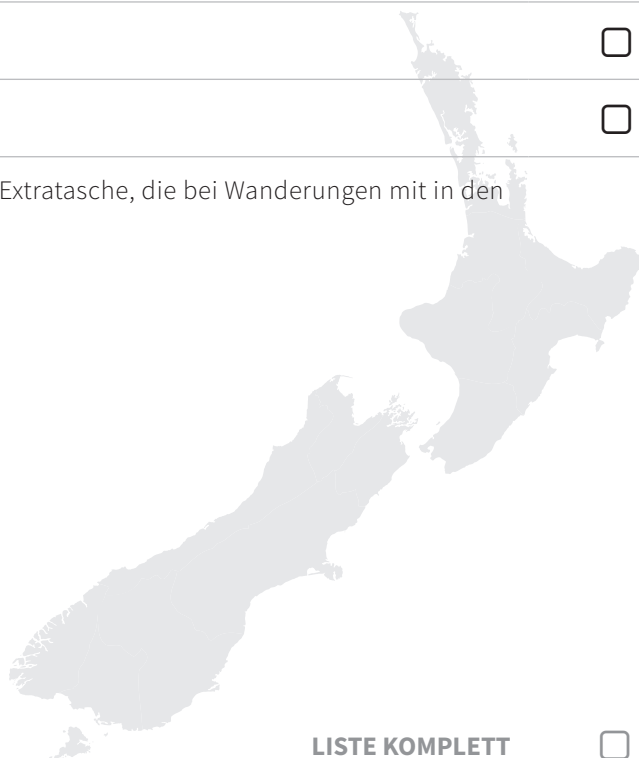 Extratasche, die bei Wanderungen mit in den
LISTE KOMPLETT